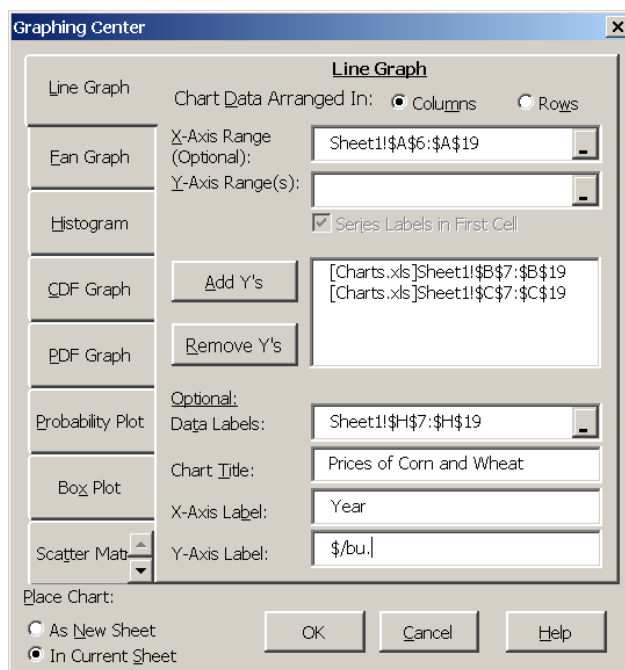 Graphing Center
Line Graph
Fan Graph
Histogram
CDF Graph
PDF Graph
Probability Plot
Box Plot
Scatter Matr
Line Graph
Chart Data Arranged In: Columns Rows
X-Axis Range
(Optional):
Sheet1!$A$6:$A$19
Y-Axis Range(s):
Series Labels in First Cell
Add Y's
Remove Y's
[Charts.xls]Sheet1!$B$7:$B$19
[Charts.xls]Sheet1!$C$7:$C$19
Optional:
Data Labels: Sheet1!$H$7:$H$19
Chart Title: Prices of Corn and Wheat
X-Axis Label: Year
Y-Axis Label: $/bu.
Place Chart:
As New Sheet
In Current Sheet
OK Cancel Help